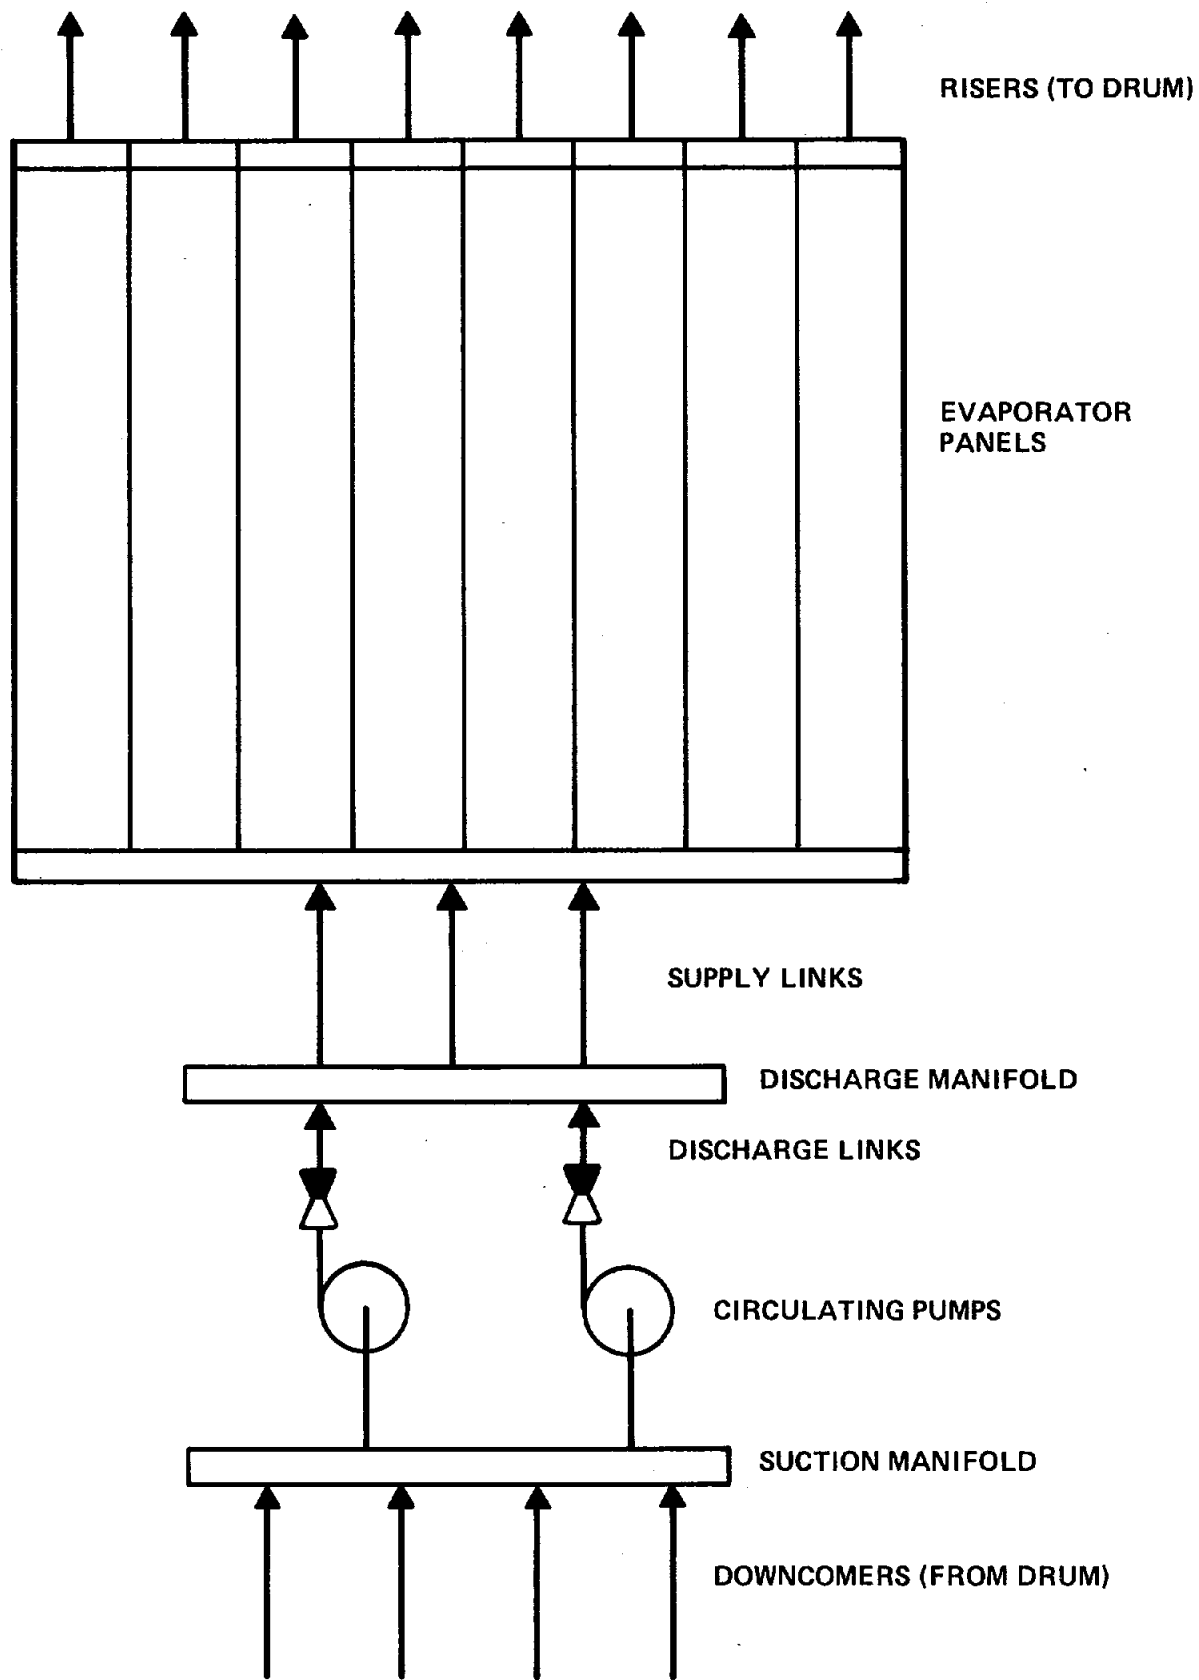 RISERS (TO DRUM)
EVAPORATOR
PANELS
SUPPLY LINKS
DISCHARGE MANIFOLD
DISCHARGE LINKS
CIRCULATING PUMPS
SUCTION MANIFOLD
DOWNCOMERS (FROM DRUM)